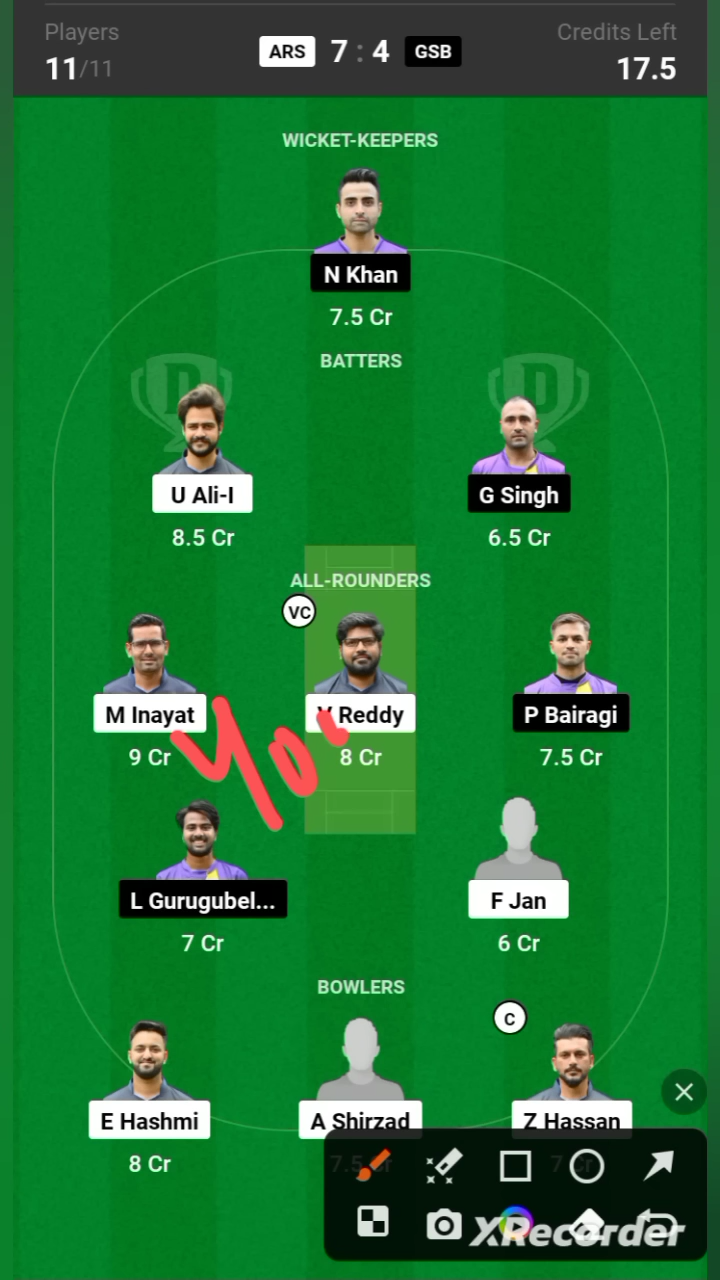 Players
Credits Left
11/11
ARS 7 : 4 GSB
17.5
WICKET-KEEPERS
N Khan
7.5 Cr
BATTERS
U Ali-I
G Singh
8.5 Cr
6.5 Cr
ALL-ROUNDERS
VC
M Inayat
V Reddy
P Bairagi
9 Cr
8 Cr
7.5 Cr
L Gurugubel...
F Jan
7 Cr
6 Cr
BOWLERS
C
E Hashmi
A Shirzad
Z Hassan
8 Cr
XRecorder